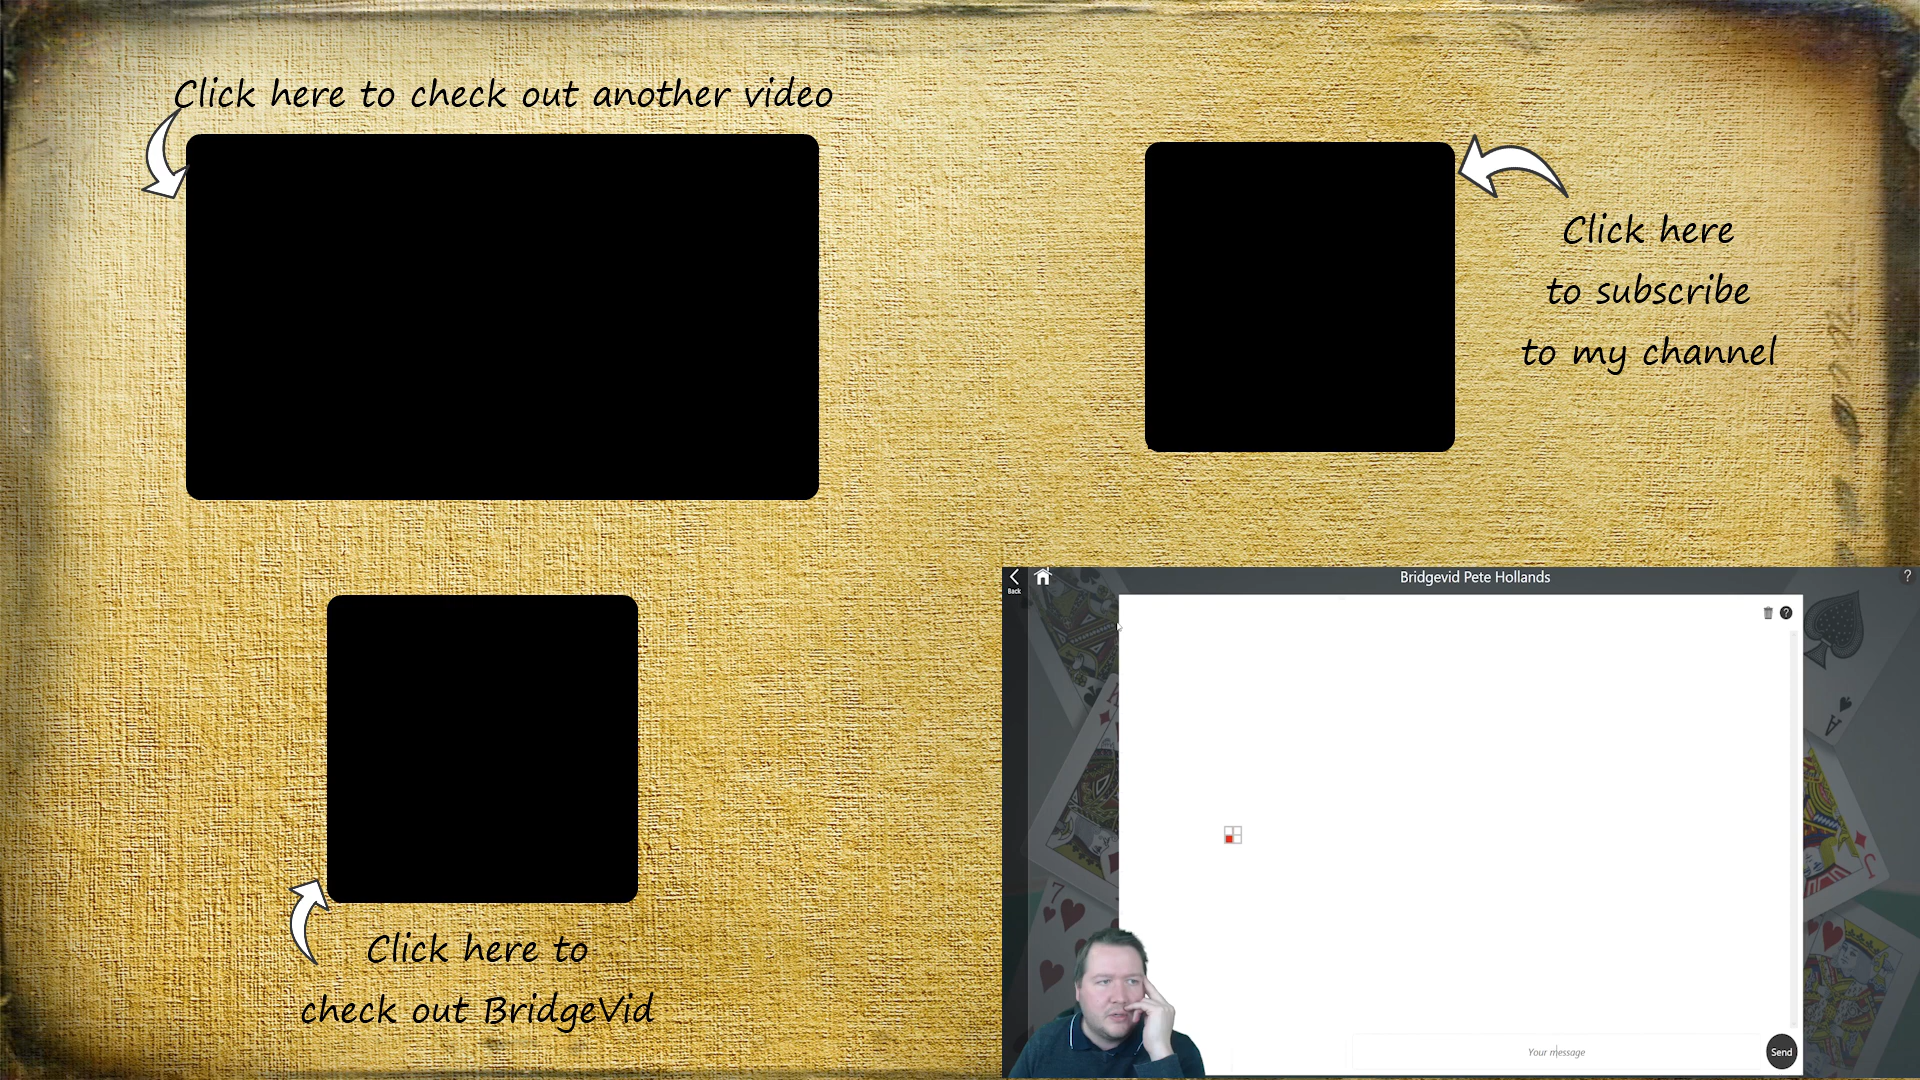 Click here to check out another video
Click here
to subscribe
to my channel
Click here to
check out BridgeVid
Back
Bridgevid Pete Hollands
?
?
A
J
7
Your message
Send